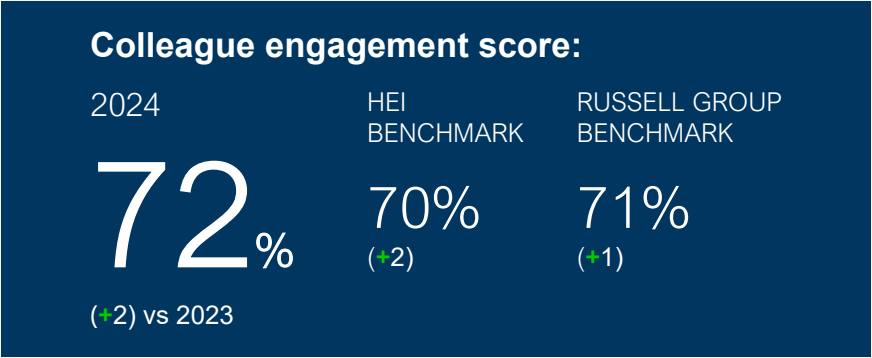 Colleague engagement score:
2024
72%
(+2) vs 2023
HEI
BENCHMARK
70%
(+2)
RUSSELL GROUP
BENCHMARK
71%
(+1)